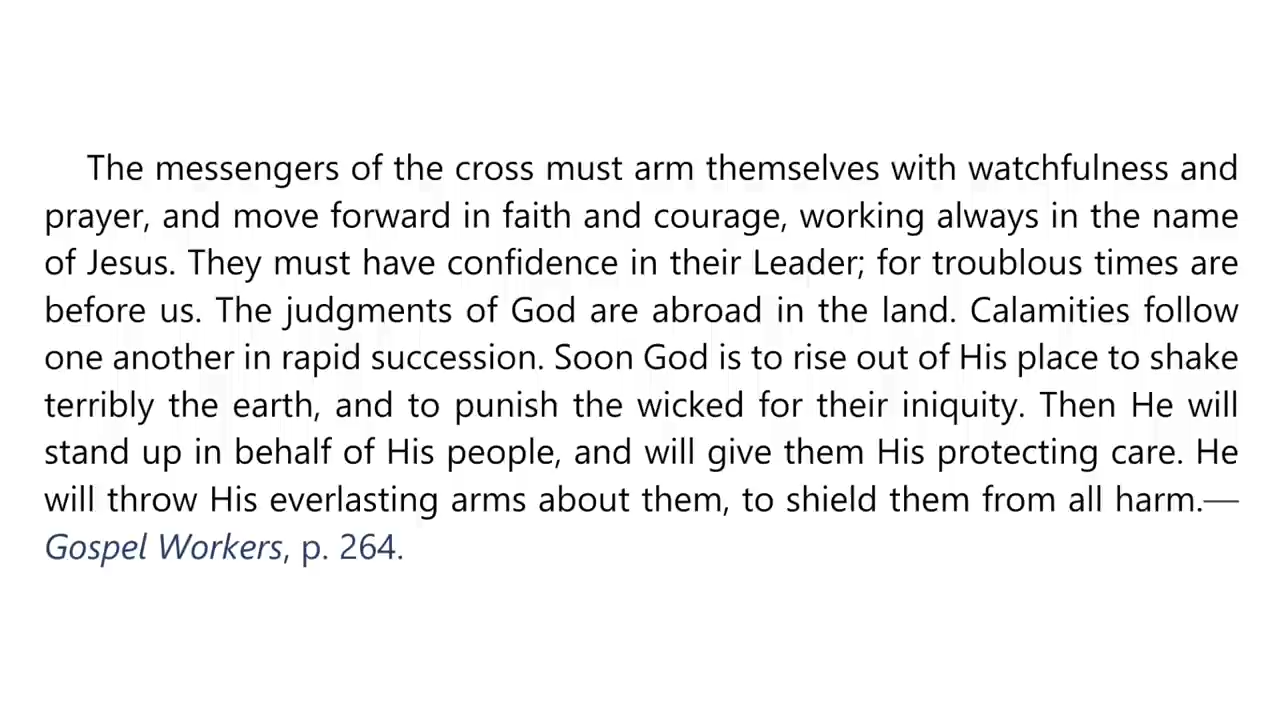 The messengers of the cross must arm themselves with watchfulness and
prayer, and move forward in faith and courage, working always in the name
of Jesus. They must have confidence in their Leader; for troublous times are
before us. The judgments of God are abroad in the land. Calamities follow
one another in rapid succession. Soon God is to rise out of His place to shake
terribly the earth, and to punish the wicked for their iniquity. Then He will
stand up in behalf of His people, and will give them His protecting care. He
will throw His everlasting arms about them, to shield them from all harm.—
Gospel Workers, p. 264.